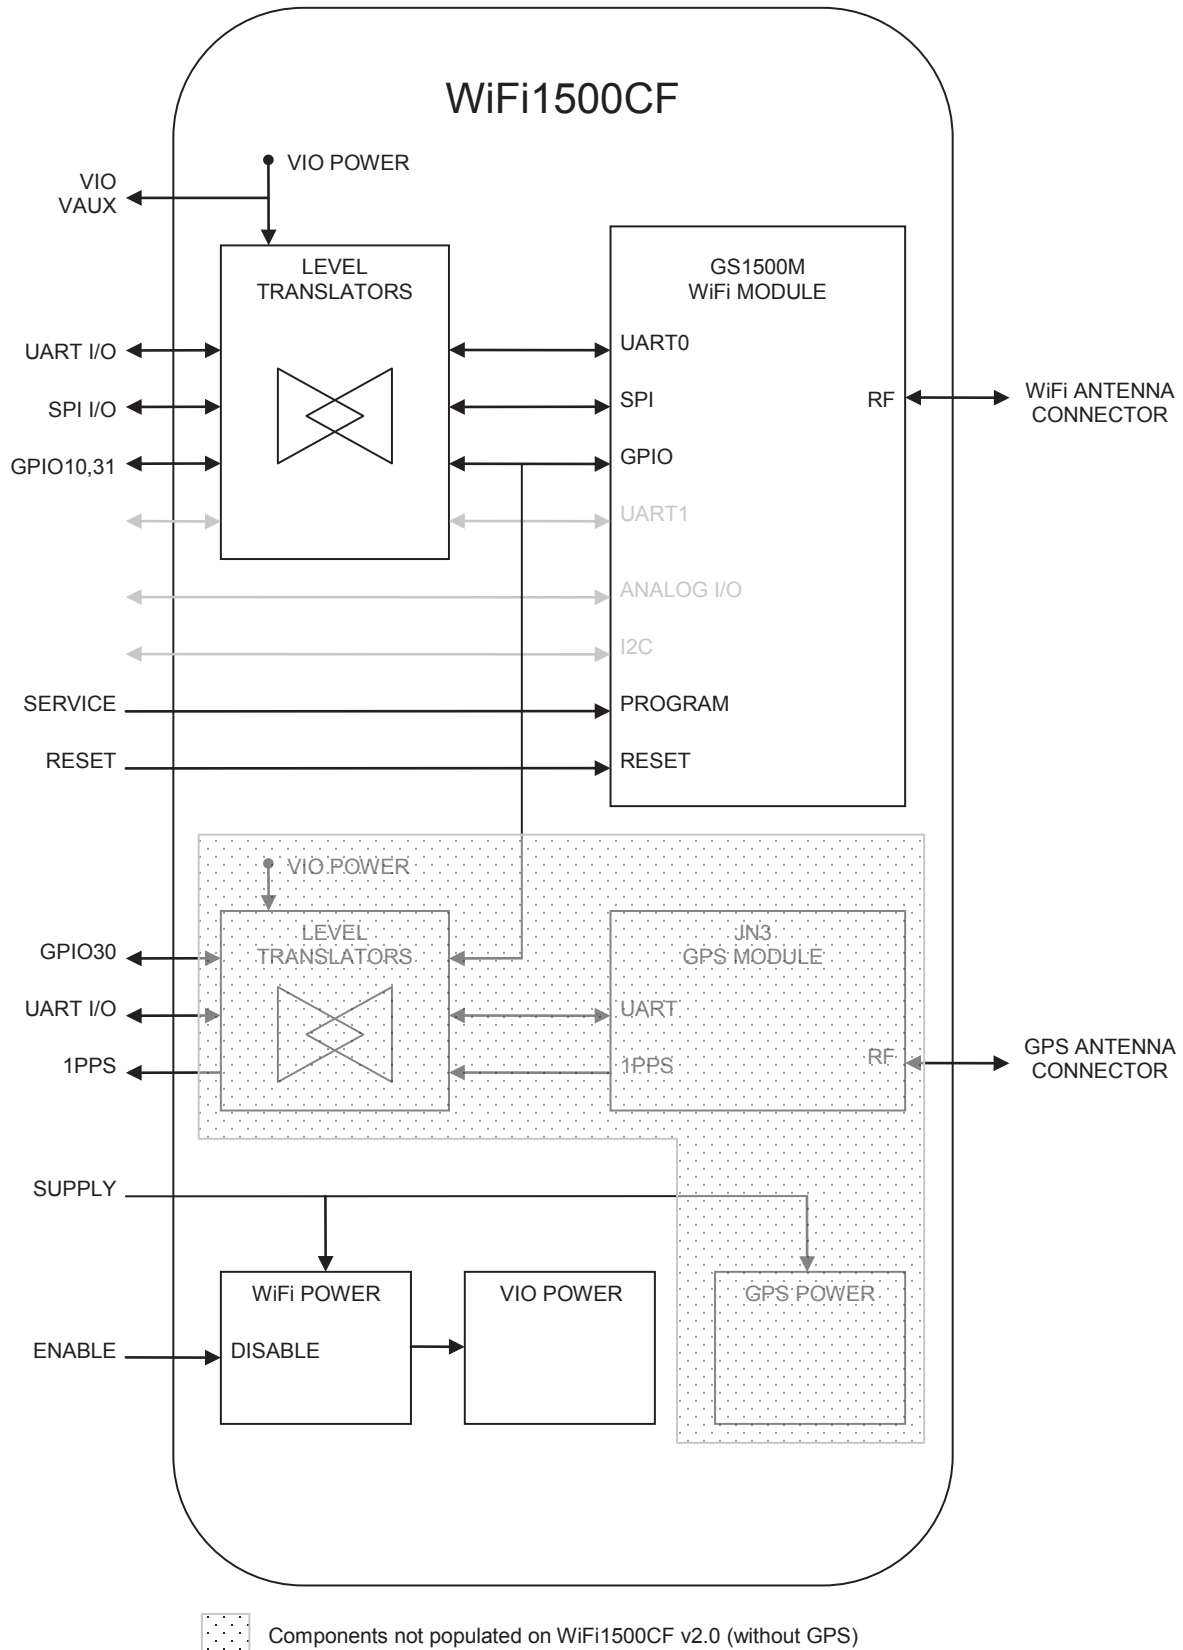 WiFi1500CF
VIO POWER
VIO
VAUX
LEVEL
TRANSLATORS
GS1500M
WiFi MODULE
UART I/O
UART0
SPI I/O
SPI
RF
WiFi ANTENNA
CONNECTOR
GPIO10,31
GPIO
UART1
ANALOG I/O
I2C
SERVICE
PROGRAM
RESET
RESET
VIO POWER
LEVEL
TRANSLATORS
JN3
GPS MODULE
GPIO30
UART I/O
UART
1PPS
1PPS
RF
GPS ANTENNA
CONNECTOR
SUPPLY
WiFi POWER
VIO POWER
GPS POWER
ENABLE
DISABLE
Components not populated on WiFi1500CF v2.0 (without GPS)